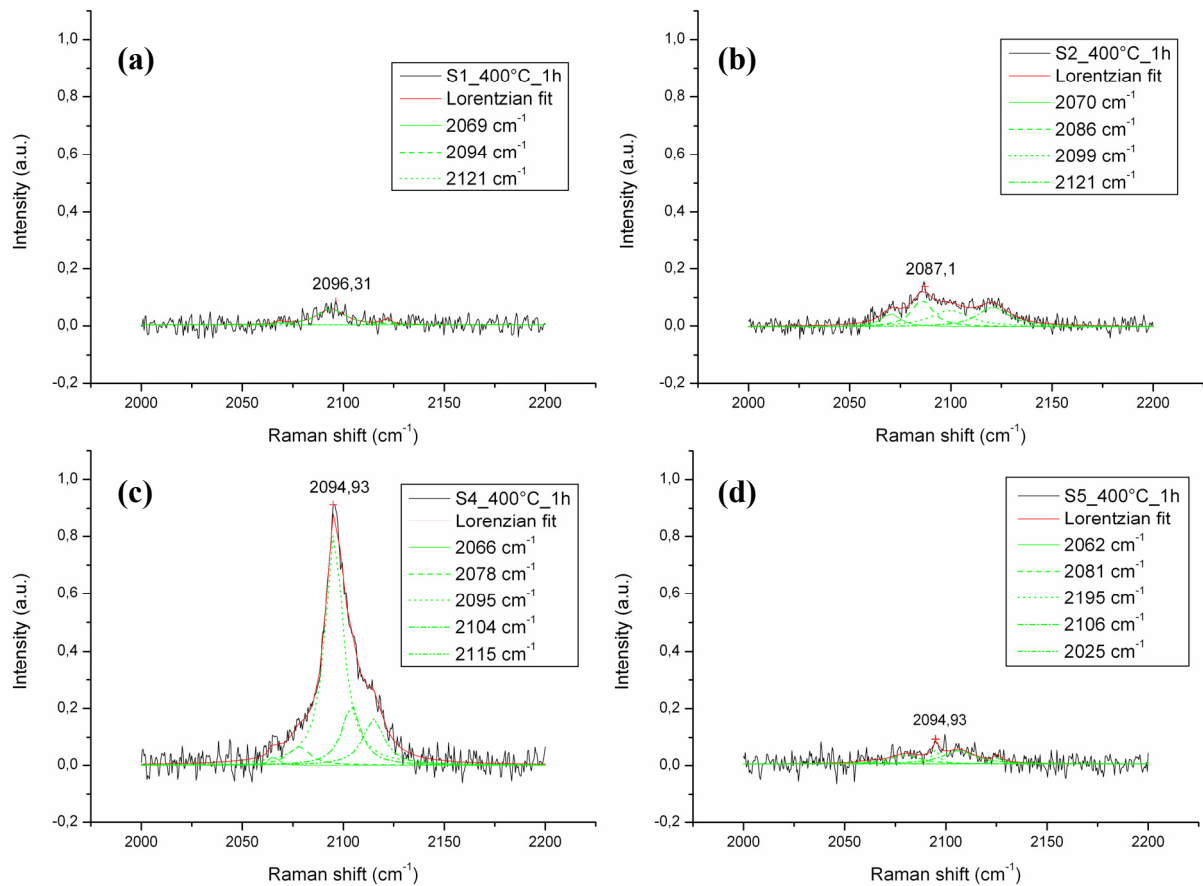 (a)
S1_400°C_1h
Lorentzian fit
2069 cm⁻¹
2094 cm⁻¹
2121 cm⁻¹
2096,31
1,0
0,8
0,6
0,4
0,2
0,0
-0,2
Intensity (a.u.)
2000 2050 2100 2150 2200
Raman shift (cm⁻¹)
(b)
S2_400°C_1h
Lorentzian fit
2070 cm⁻¹
2086 cm⁻¹
2099 cm⁻¹
2121 cm⁻¹
2087,1
1,0
0,8
0,6
0,4
0,2
0,0
-0,2
Intensity (a.u.)
2000 2050 2100 2150 2200
Raman shift (cm⁻¹)
(c)
S4_400°C_1h
Lorenzian fit
2066 cm⁻¹
2078 cm⁻¹
2095 cm⁻¹
2104 cm⁻¹
2115 cm⁻¹
2094,93
1,0
0,8
0,6
0,4
0,2
0,0
-0,2
Intensity (a.u.)
2000 2050 2100 2150 2200
Raman shift (cm⁻¹)
(d)
S5_400°C_1h
Lorentzian fit
2062 cm⁻¹
2081 cm⁻¹
2195 cm⁻¹
2106 cm⁻¹
2025 cm⁻¹
2094,93
1,0
0,8
0,6
0,4
0,2
0,0
-0,2
Intensity (a.u.)
2000 2050 2100 2150 2200
Raman shift (cm⁻¹)